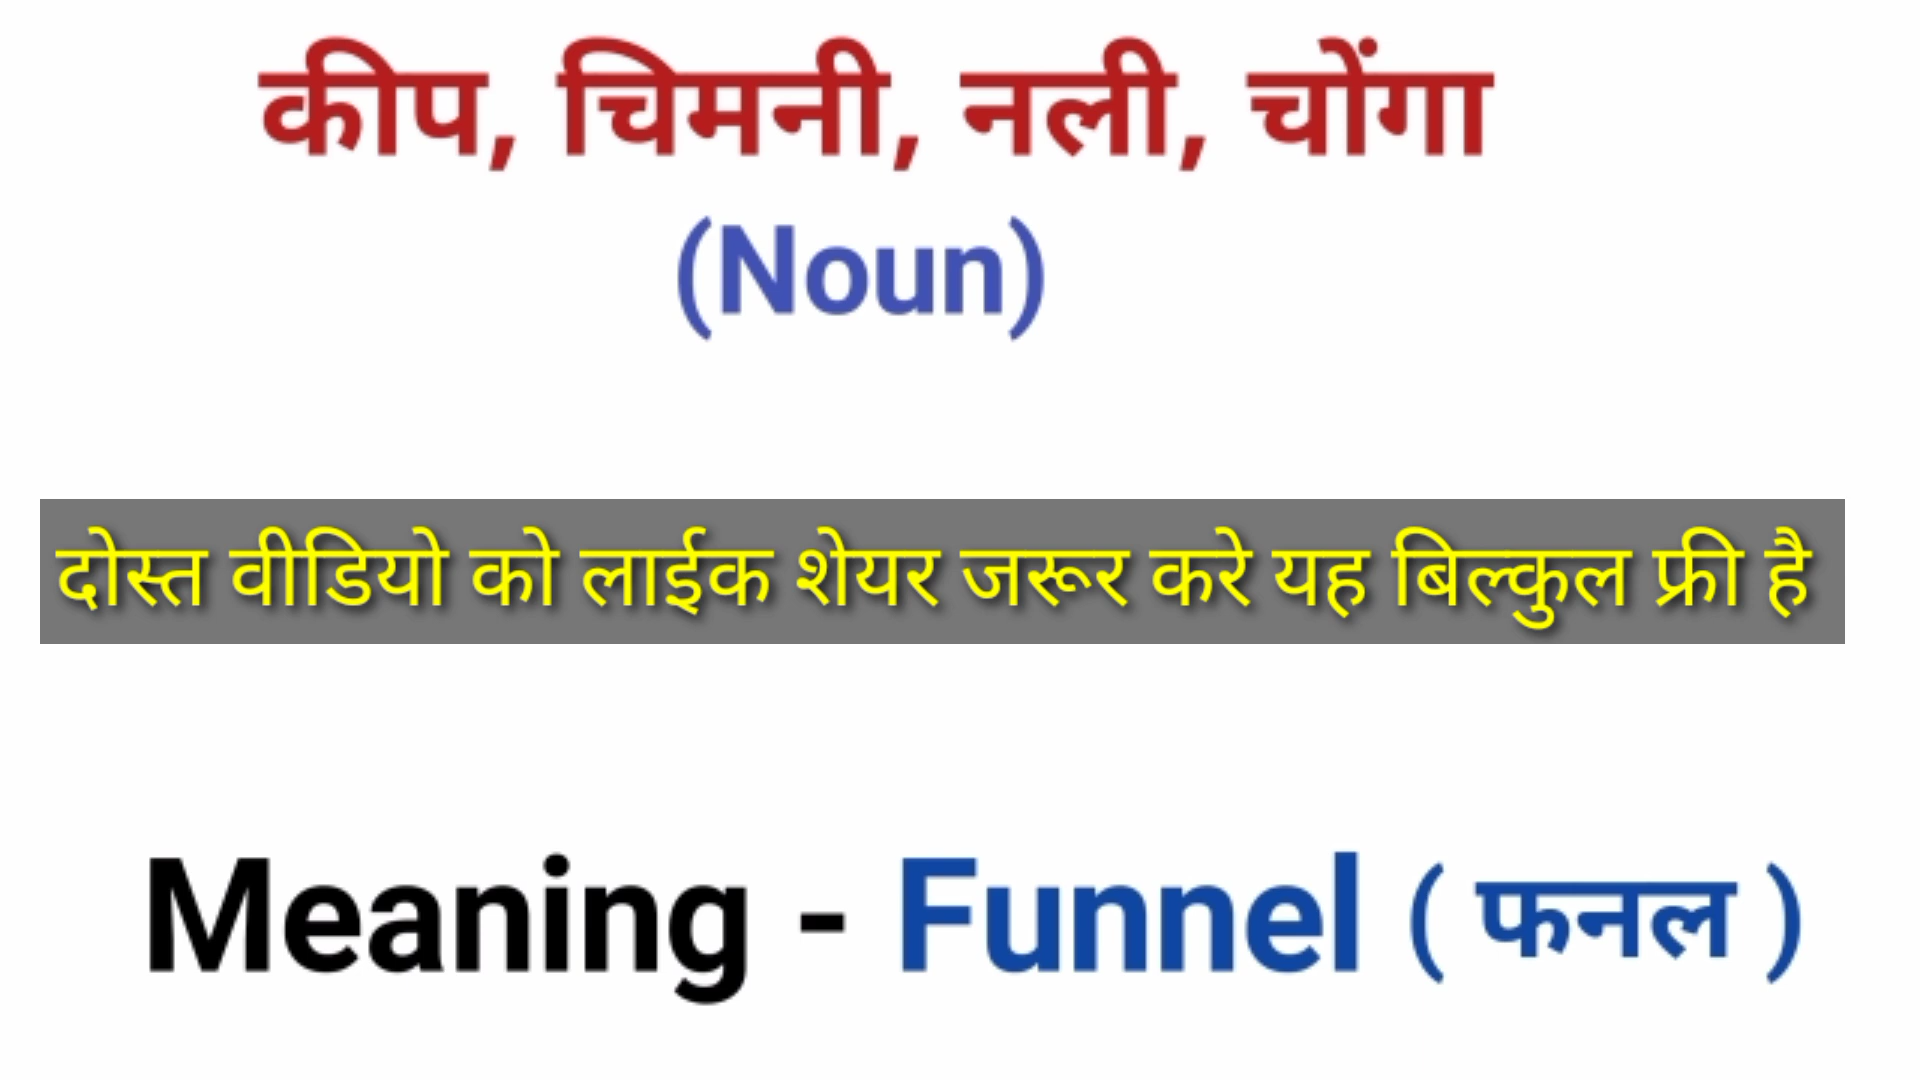 कीप, चिमनी, नली, चोंगा
(Noun)
दोस्त वीडियो को लाईक शेयर जरूर करे यह बिल्कुल फ्री है
Meaning - Funnel ( फनल )